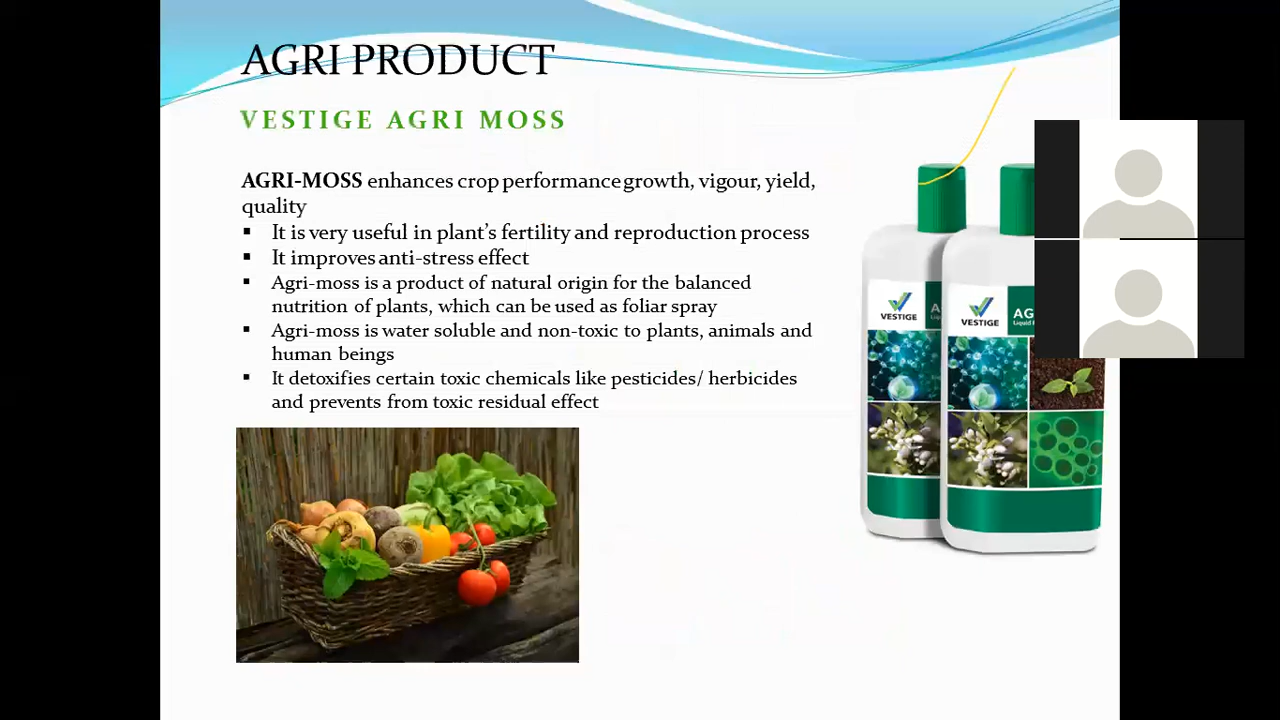 AGRI PRODUCT
VESTIGE AGRI MOSS
AGRI-MOSS enhances crop performance growth, vigour, yield,
quality
▪ It is very useful in plant’s fertility and reproduction process
▪ It improves anti-stress effect
▪ Agri-moss is a product of natural origin for the balanced
nutrition of plants, which can be used as foliar spray
▪ Agri-moss is water soluble and non-toxic to plants, animals and
human beings
▪ It detoxifies certain toxic chemicals like pesticides/ herbicides
and prevents from toxic residual effect
VESTIGE
VESTIGE
AG
Liquid